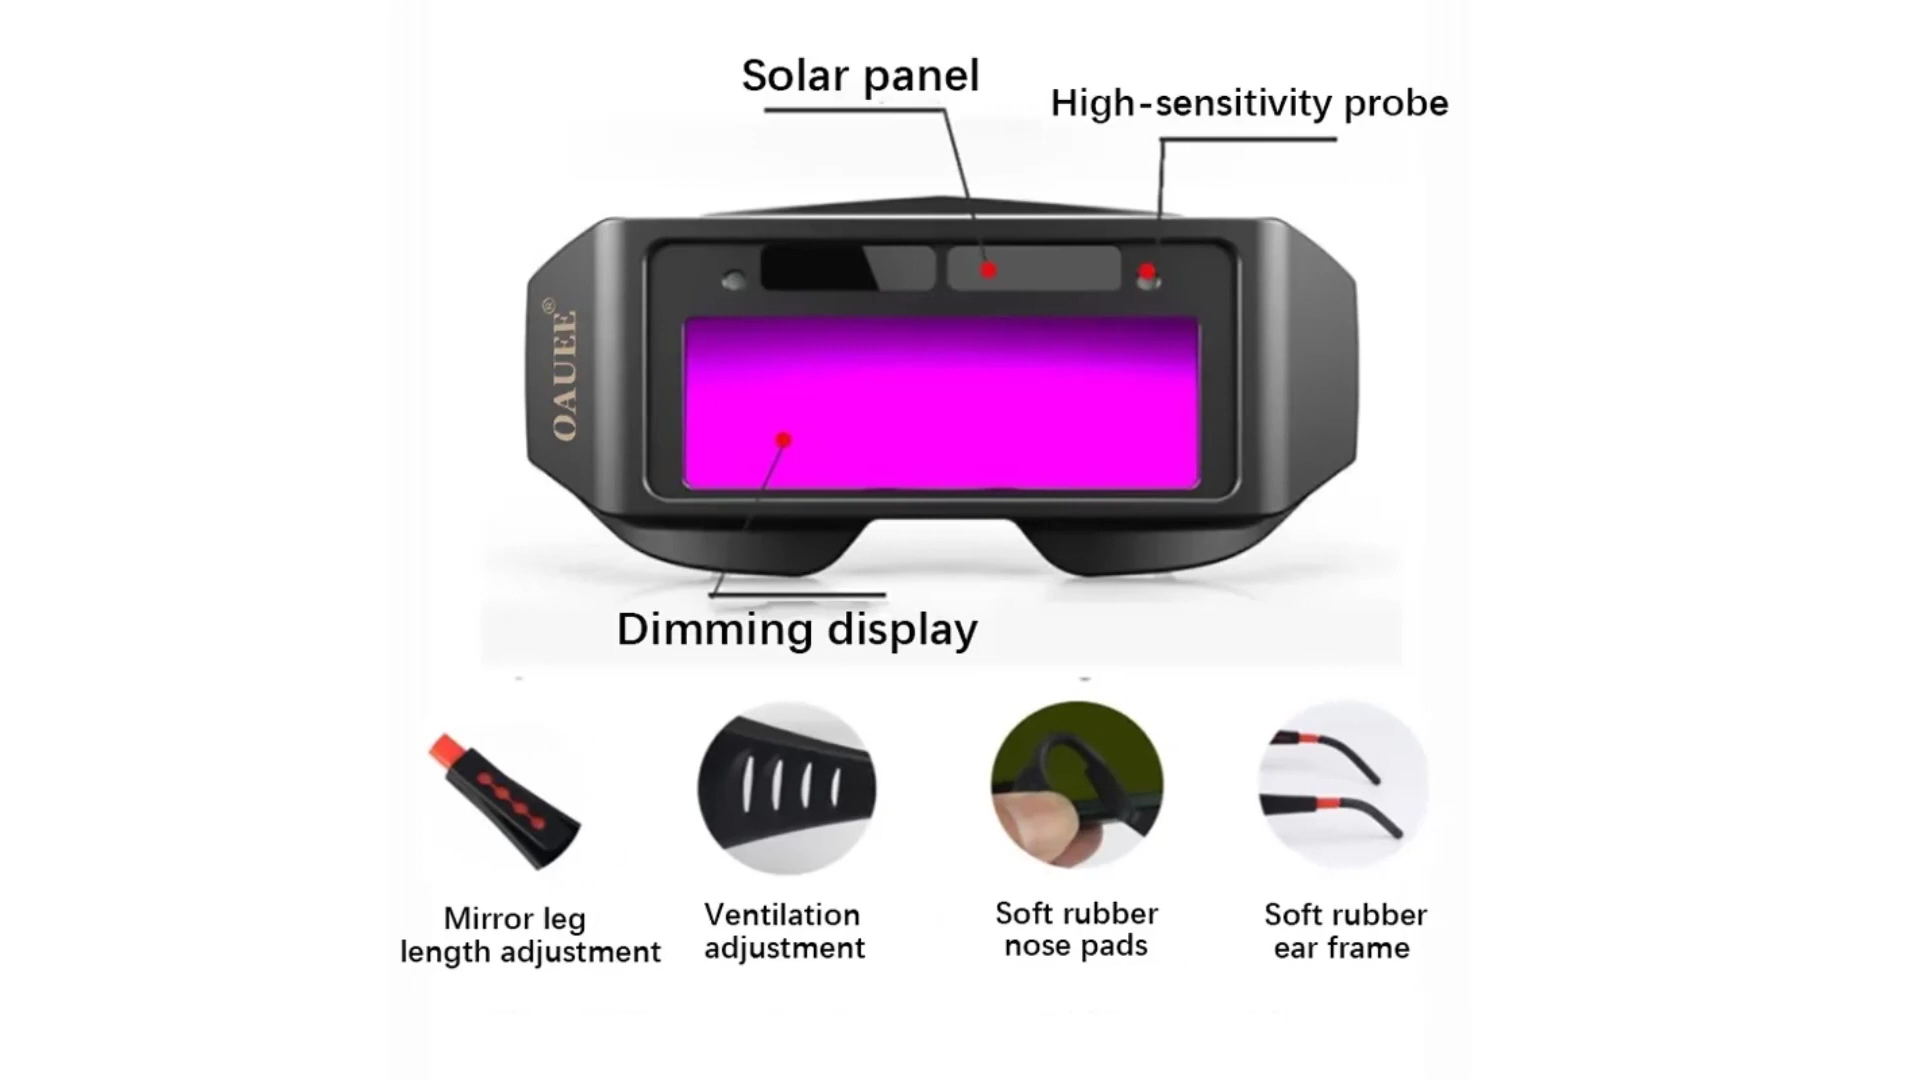 Solar panel
High-sensitivity probe
OAUEE®
Dimming display
Mirror leg
length adjustment
Ventilation
adjustment
Soft rubber
nose pads
Soft rubber
ear frame